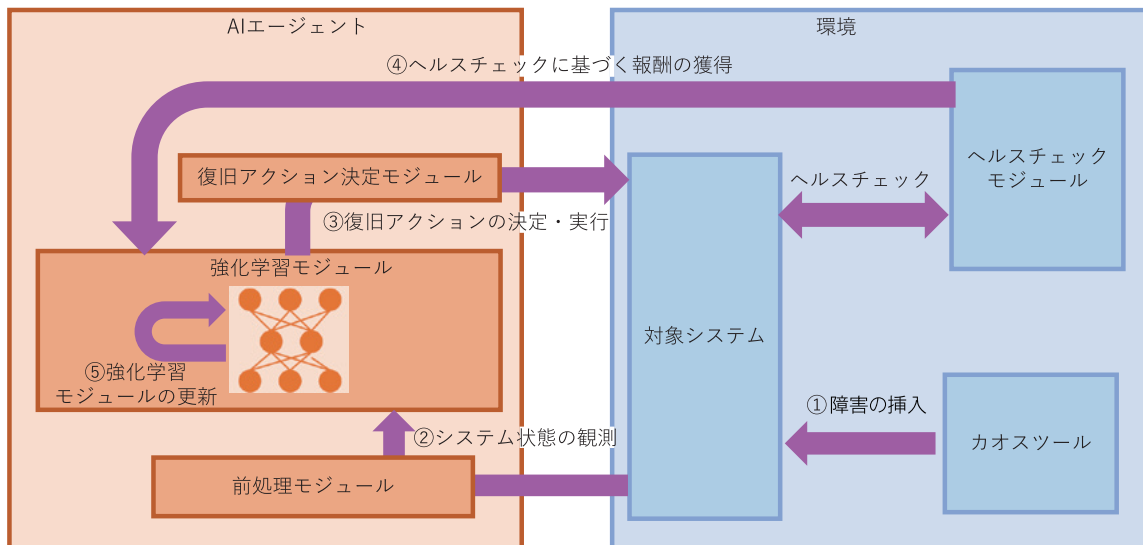 AIエージェント
環境
④ヘルスチェックに基づく報酬の獲得
復旧アクション決定モジュール
ヘルスチェック
ヘルスチェック
モジュール
③復旧アクションの決定・実行
強化学習モジュール
対象システム
⑤強化学習
モジュールの更新
①障害の挿入
②システム状態の観測
カオスツール
前処理モジュール